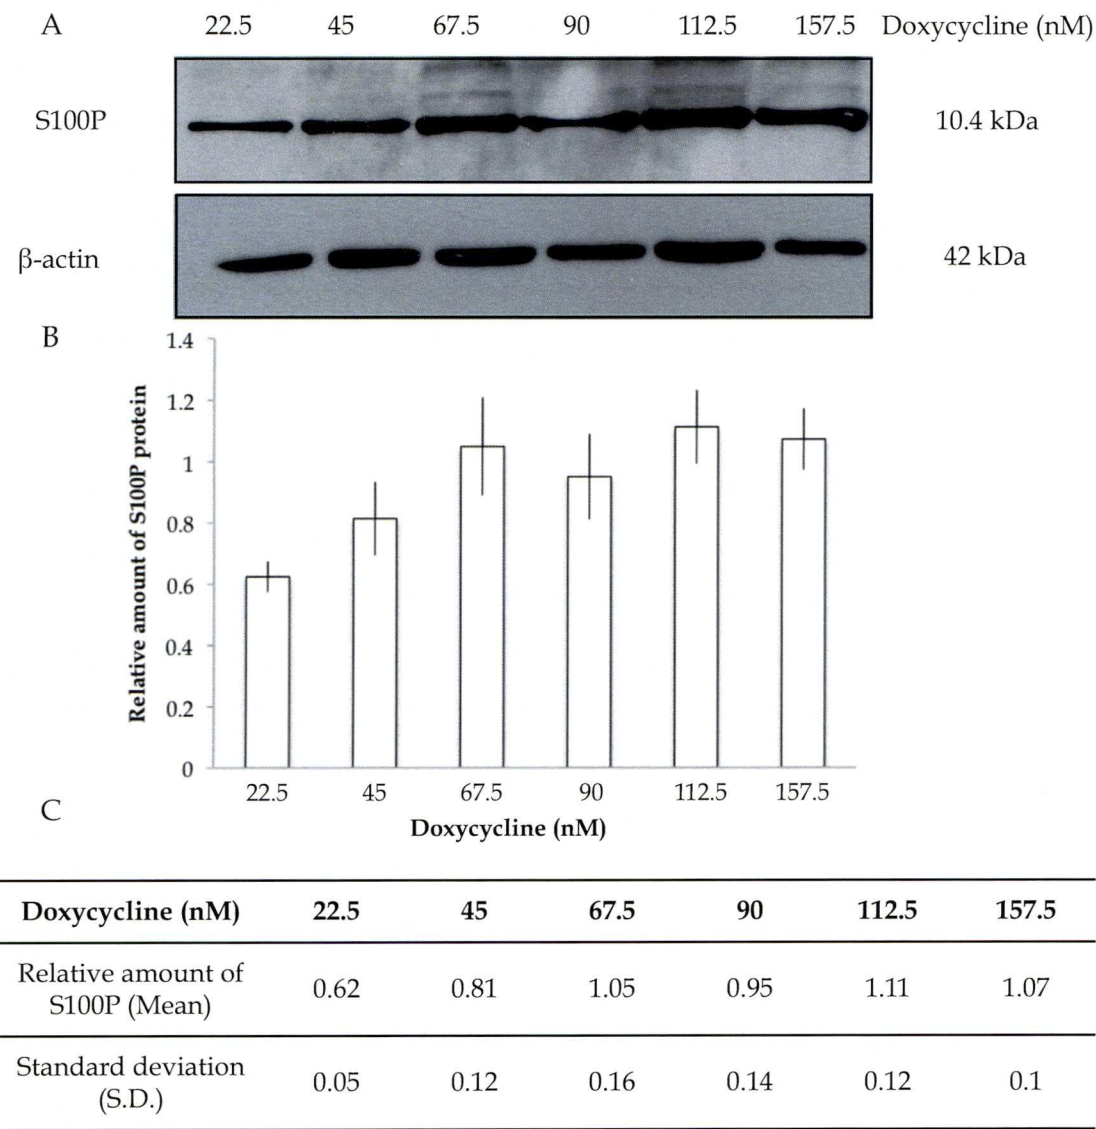 A 22.5 45 67.5 90 112.5 157.5 Doxycycline (nM)
S100P 10.4 kDa
β-actin 42 kDa
B
1.4
1.2
1
0.8
0.6
0.4
0.2
0
Relative amount of S100P protein
22.5 45 67.5 90 112.5 157.5
Doxycycline (nM)
C
Doxycycline (nM) 22.5 45 67.5 90 112.5 157.5
Relative amount of
S100P (Mean) 0.62 0.81 1.05 0.95 1.11 1.07
Standard deviation
(S.D.) 0.05 0.12 0.16 0.14 0.12 0.1